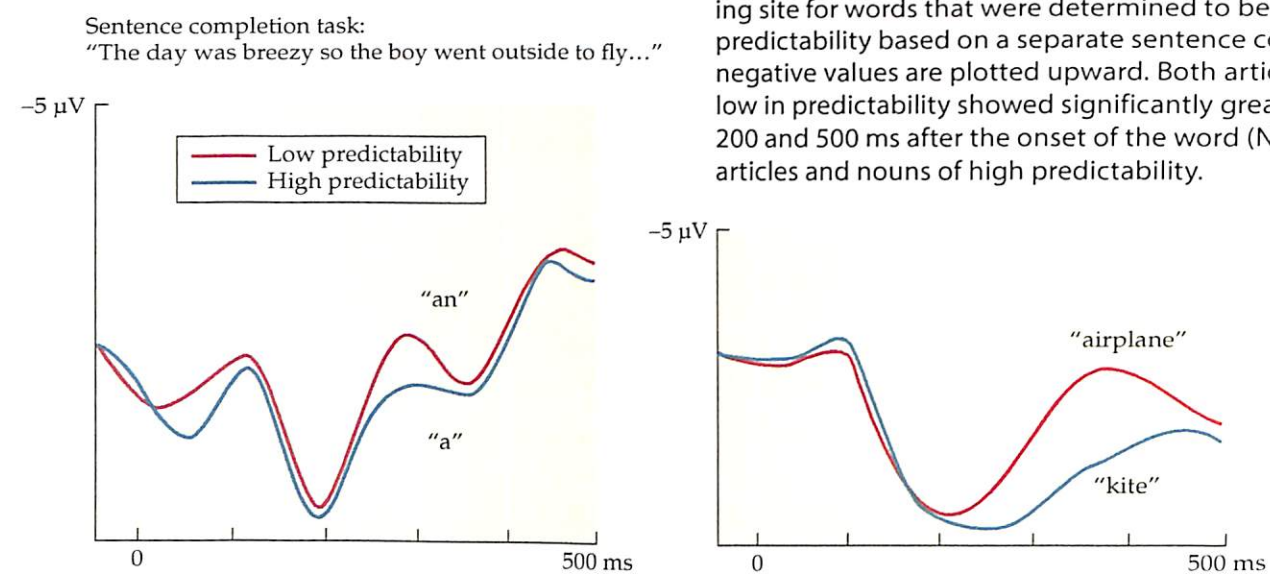 Sentence completion task:
“The day was breezy so the boy went outside to fly…”
ing site for words that were determined to be
predictability based on a separate sentence
negative values are plotted upward. Both
low in predictability showed significantly
200 and 500 ms after the onset of the word
articles and nouns of high predictability.
–5 μV
Low predictability
High predictability
“an”
“a”
0
500 ms
–5 μV
“airplane”
“kite”
0
500 ms